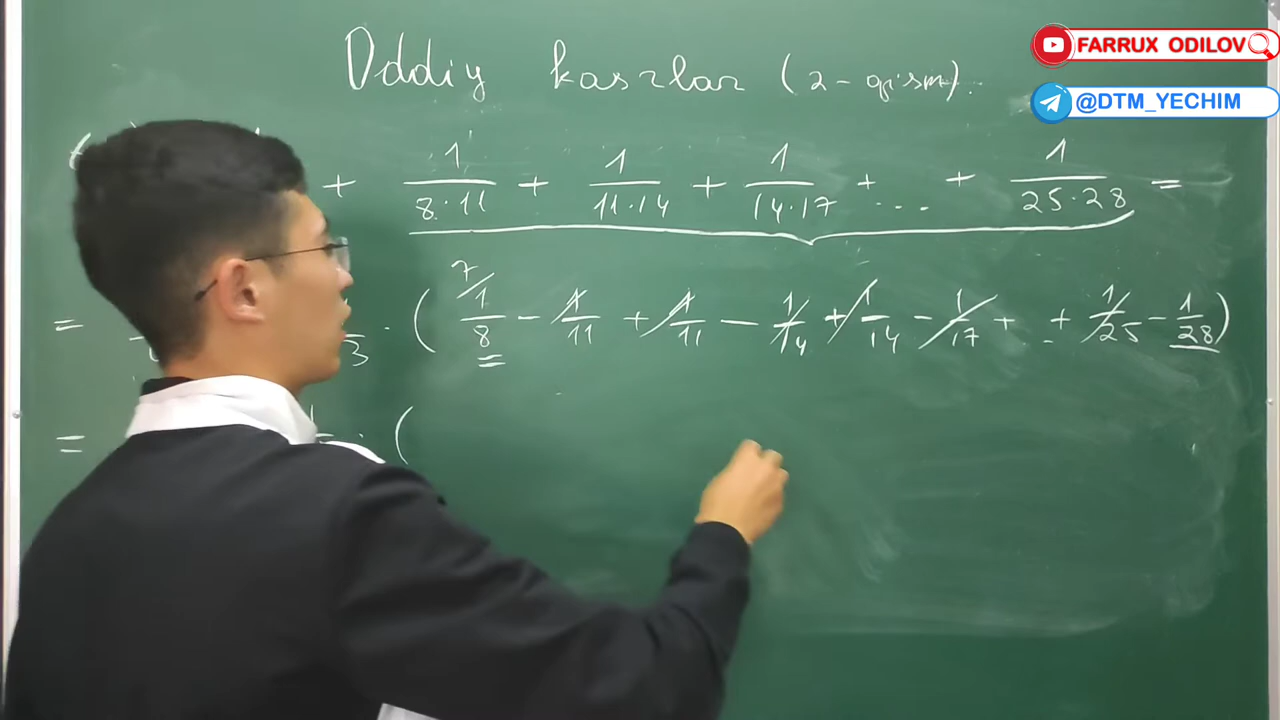 Oddiy kasrlar (2-qism).
FARRUX ODILOV
@DTM_YECHIM
+ 1/(8·11) + 1/(11·14) + 1/(14·17) + ... + 1/(25·28) =
= 3 · (7/ 1/8 - 1/11 + 1/11 - 1/14 + 1/14 - 1/17 + .. + 1/25 - 1/28)
= · (